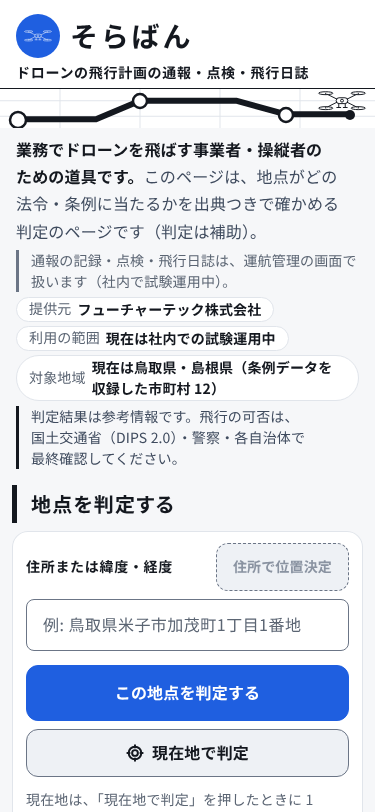 そらばん
ドローンの飛行計画の通報・点検・飛行日誌
業務でドローンを飛ばす事業者・操縦者の
ための道具です。このページは、地点がどの
法令・条例に当たるかを出典つきで確かめる
判定のページです（判定は補助）。
通報の記録・点検・飛行日誌は、運航管理の画面で
扱います（社内で試験運用中）。
提供元 フューチャーテック株式会社
利用の範囲 現在は社内での試験運用中
対象地域 現在は鳥取県・島根県（条例データを
収録した市町村 12）
判定結果は参考情報です。飛行の可否は、
国土交通省（DIPS 2.0）・警察・各自治体で
最終確認してください。
地点を判定する
住所または緯度・経度
住所で位置決定
例: 鳥取県米子市加茂町1丁目1番地
この地点を判定する
現在地で判定
現在地は、「現在地で判定」を押したときに 1